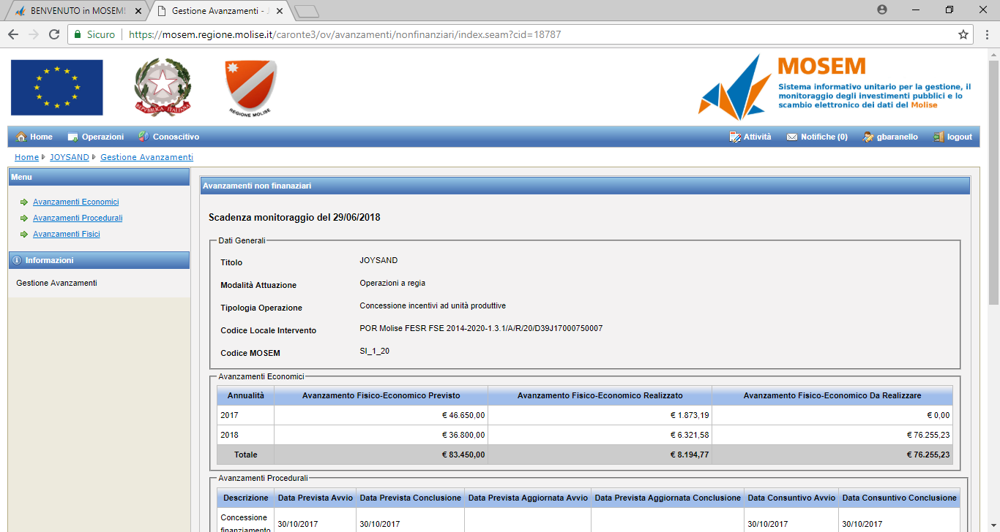 BENVENUTO in MOSEM!
Gestione Avanzamenti - J
Sicuro
https://mosem.regione.molise.it/caronte3/ov/avanzamenti/nonfinanziari/index.seam?cid=18787
REPVBBLICA ITALIANA
REGIONE MOLISE
MOSEM
Sistema informativo unitario per la gestione, il
monitoraggio degli investimenti pubblici e lo
scambio elettronico dei dati del Molise
Home Operazioni Conoscitivo Attività Notifiche (0) gbaranello logout
Home JOYSAND Gestione Avanzamenti
Menu
Avanzamenti Economici
Avanzamenti Procedurali
Avanzamenti Fisici
Informazioni
Gestione Avanzamenti
Avanzamenti non finanaziari
Scadenza monitoraggio del 29/06/2018
Dati Generali
Titolo JOYSAND
Modalità Attuazione Operazioni a regia
Tipologia Operazione Concessione incentivi ad unità produttive
Codice Locale Intervento POR Molise FESR FSE 2014-2020-1.3.1/A/R/20/D39J17000750007
Codice MOSEM SI_1_20
Avanzamenti Economici
Annualità Avanzamento Fisico-Economico Previsto Avanzamento Fisico-Economico Realizzato Avanzamento Fisico-Economico Da Realizzare
2017 € 46.650,00 € 1.873,19 € 0,00
2018 € 36.800,00 € 6.321,58 € 76.255,23
Totale € 83.450,00 € 8.194,77 € 76.255,23
Avanzamenti Procedurali
Descrizione Data Prevista Avvio Data Prevista Conclusione Data Prevista Aggiornata Avvio Data Prevista Aggiornata Conclusione Data Consuntivo Avvio Data Consuntivo Conclusione
Concessione
finanziamento 30/10/2017 30/10/2017 30/10/2017 30/10/2017